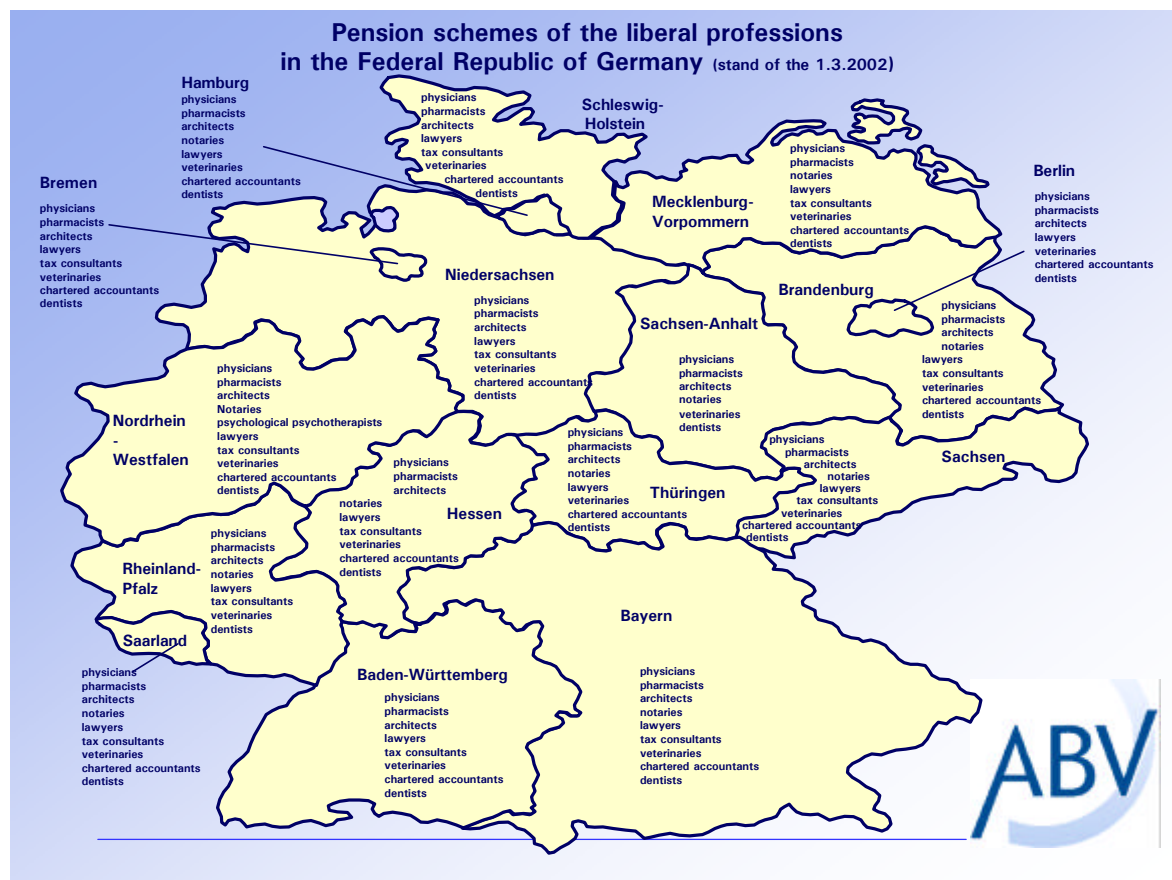 Pension schemes of the liberal professions
in the Federal Republic of Germany (stand of the 1.3.2002)
Hamburg
physicians
pharmacists
architects
notaries
lawyers
veterinaries
chartered accountants
dentists
physicians
pharmacists
architects
lawyers
tax consultants
veterinaries
chartered accountants
dentists
Schleswig-
Holstein
Mecklenburg-
Vorpommern
physicians
pharmacists
notaries
lawyers
tax consultants
veterinaries
chartered accountants
dentists
Berlin
physicians
pharmacists
architects
lawyers
veterinaries
chartered accountants
dentists
Bremen
physicians
pharmacists
architects
lawyers
tax consultants
veterinaries
chartered accountants
dentists
Niedersachsen
physicians
pharmacists
architects
lawyers
tax consultants
veterinaries
chartered accountants
dentists
Sachsen-Anhalt
physicians
pharmacists
architects
notaries
veterinaries
dentists
Brandenburg
physicians
pharmacists
architects
notaries
lawyers
tax consultants
veterinaries
chartered accountants
dentists
Nordrhein
-
Westfalen
physicians
pharmacists
architects
Notaries
psychological psychotherapists
lawyers
tax consultants
veterinaries
chartered accountants
dentists
physicians
pharmacists
architects
notaries
lawyers
tax consultants
veterinaries
chartered accountants
dentists
Hessen
physicians
pharmacists
architects
notaries
lawyers
veterinaries
chartered accountants
dentists
Thüringen
physicians
pharmacists
architects
notaries
lawyers
tax consultants
veterinaries
chartered accountants
dentists
Sachsen
Rheinland-
Pfalz
physicians
pharmacists
architects
notaries
lawyers
tax consultants
veterinaries
dentists
Saarland
physicians
pharmacists
architects
notaries
lawyers
tax consultants
veterinaries
chartered accountants
dentists
Baden-Württemberg
physicians
pharmacists
architects
lawyers
tax consultants
veterinaries
chartered accountants
dentists
Bayern
physicians
pharmacists
architects
notaries
lawyers
tax consultants
veterinaries
chartered accountants
dentists
ABV